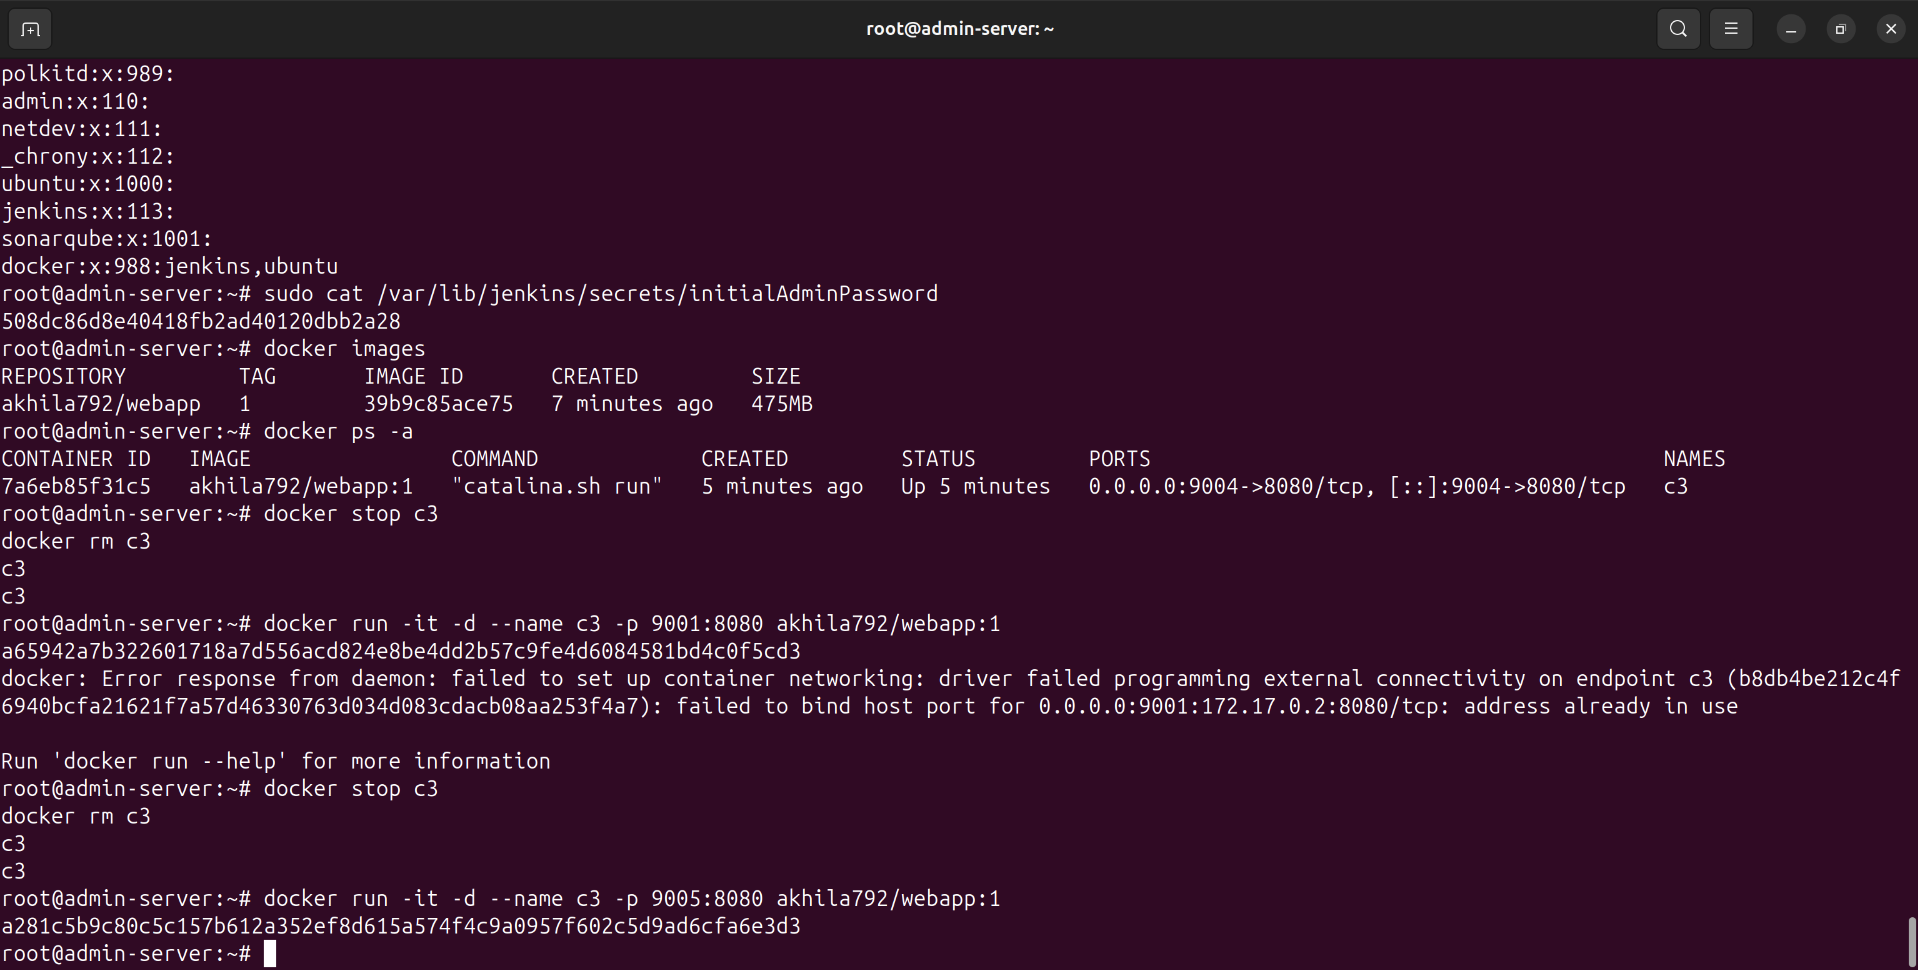 root@admin-server: ~
polkitd:x:989:
admin:x:110:
netdev:x:111:
_chrony:x:112:
ubuntu:x:1000:
jenkins:x:113:
sonarqube:x:1001:
docker:x:988:jenkins,ubuntu
root@admin-server:~# sudo cat /var/lib/jenkins/secrets/initialAdminPassword
508dc86d8e40418fb2ad40120dbb2a28
root@admin-server:~# docker images
REPOSITORY         TAG       IMAGE ID       CREATED         SIZE
akhila792/webapp   1         39b9c85ace75   7 minutes ago   475MB
root@admin-server:~# docker ps -a
CONTAINER ID   IMAGE                COMMAND             CREATED         STATUS         PORTS                                         NAMES
7a6eb85f31c5   akhila792/webapp:1   "catalina.sh run"   5 minutes ago   Up 5 minutes   0.0.0.0:9004->8080/tcp, [::]:9004->8080/tcp   c3
root@admin-server:~# docker stop c3
docker rm c3
c3
c3
root@admin-server:~# docker run -it -d --name c3 -p 9001:8080 akhila792/webapp:1
a65942a7b322601718a7d556acd824e8be4dd2b57c9fe4d6084581bd4c0f5cd3
docker: Error response from daemon: failed to set up container networking: driver failed programming external connectivity on endpoint c3 (b8db4be212c4f
6940bcfa21621f7a57d46330763d034d083cdacb08aa253f4a7): failed to bind host port for 0.0.0.0:9001:172.17.0.2:8080/tcp: address already in use
Run 'docker run --help' for more information
root@admin-server:~# docker stop c3
docker rm c3
c3
c3
root@admin-server:~# docker run -it -d --name c3 -p 9005:8080 akhila792/webapp:1
a281c5b9c80c5c157b612a352ef8d615a574f4c9a0957f602c5d9ad6cfa6e3d3
root@admin-server:~#